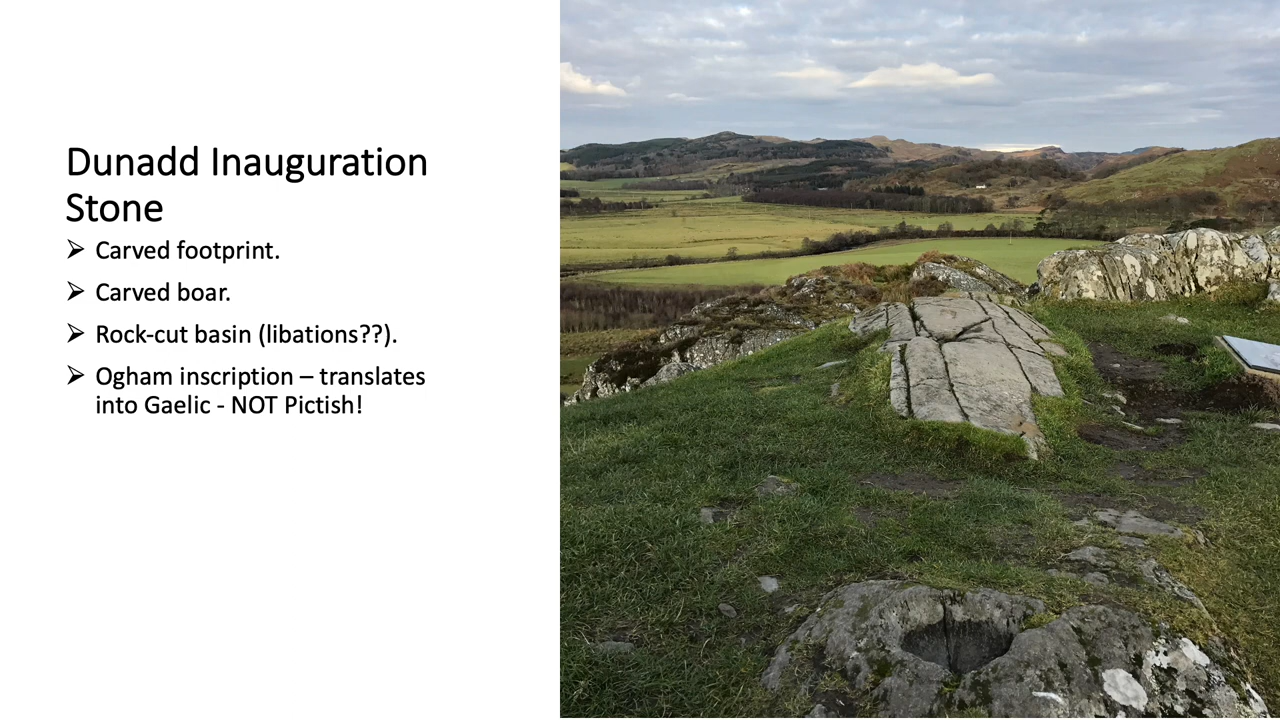 Dunadd Inauguration
Stone
➢ Carved footprint.
➢ Carved boar.
➢ Rock-cut basin (libations??).
➢ Ogham inscription – translates
into Gaelic - NOT Pictish!